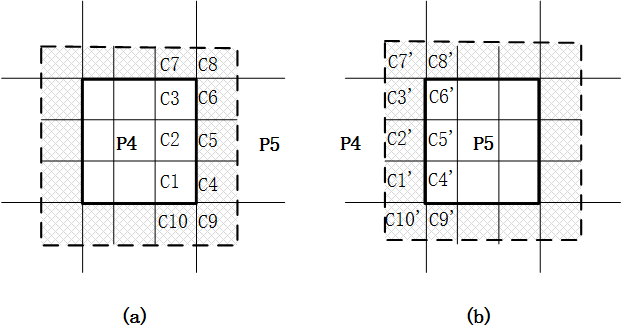 C7 C8 C7' C8'
C3 C6 C3' C6'
P4 C2 C5 P5 P4 C2' C5' P5
C1 C4 C1' C4'
C10 C9 C10' C9'
(a) (b)